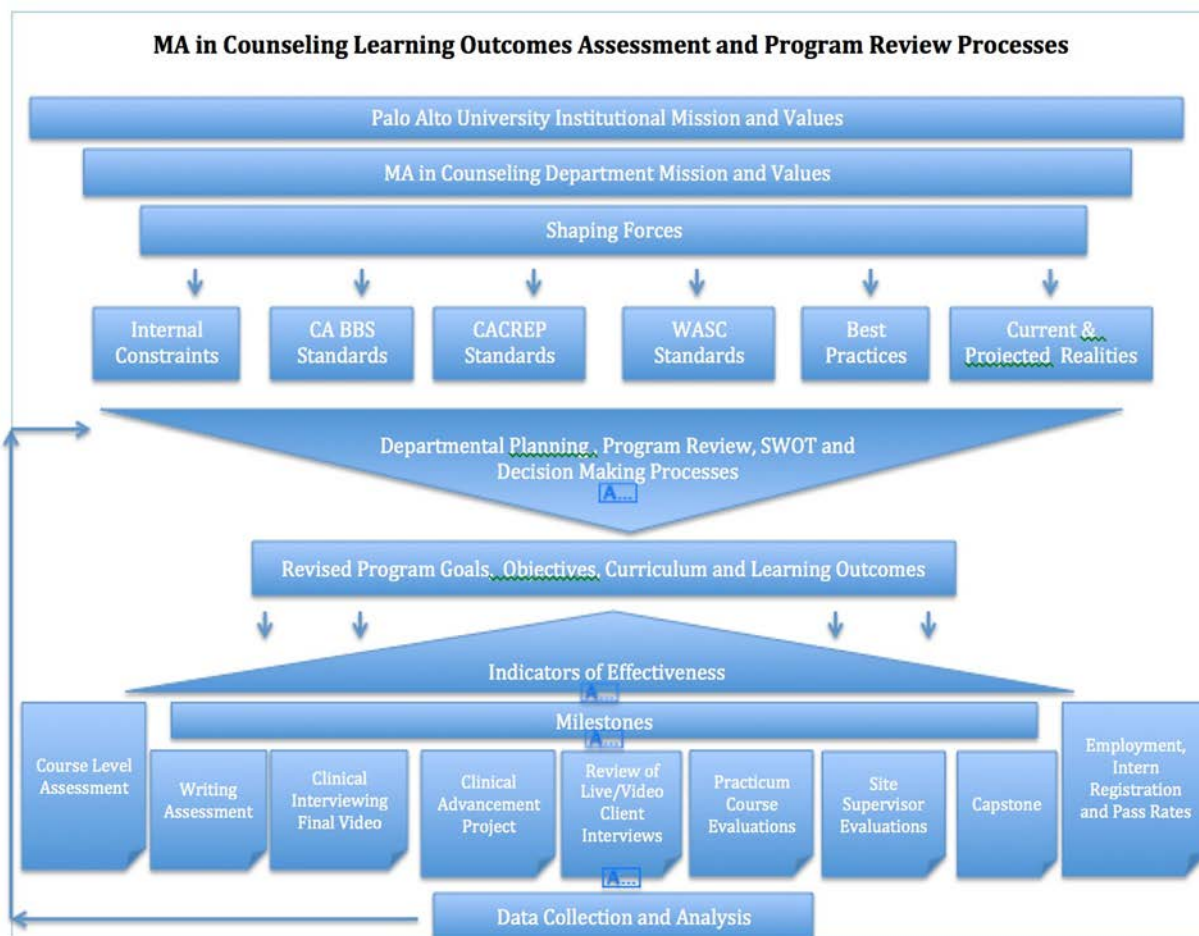 MA in Counseling Learning Outcomes Assessment and Program Review Processes
Palo Alto University Institutional Mission and Values
MA in Counseling Department Mission and Values
Shaping Forces
Internal
Constraints
CA BBS
Standards
CACREP
Standards
WASC
Standards
Best
Practices
Current &
Projected Realities
Departmental Planning , Program Review, SWOT and
Decision Making Processes
A...
Revised Program Goals, Objectives, Curriculum and Learning Outcomes
Indicators of Effectiveness
A...
Milestones
A...
Course Level
Assessment
Writing
Assessment
Clinical
Interviewing
Final Video
Clinical
Advancement
Project
Review of
Live/Video
Client
Interviews
Practicum
Course
Evaluations
Site
Supervisor
Evaluations
Capstone
Employment,
Intern
Registration
and Pass Rates
A...
Data Collection and Analysis